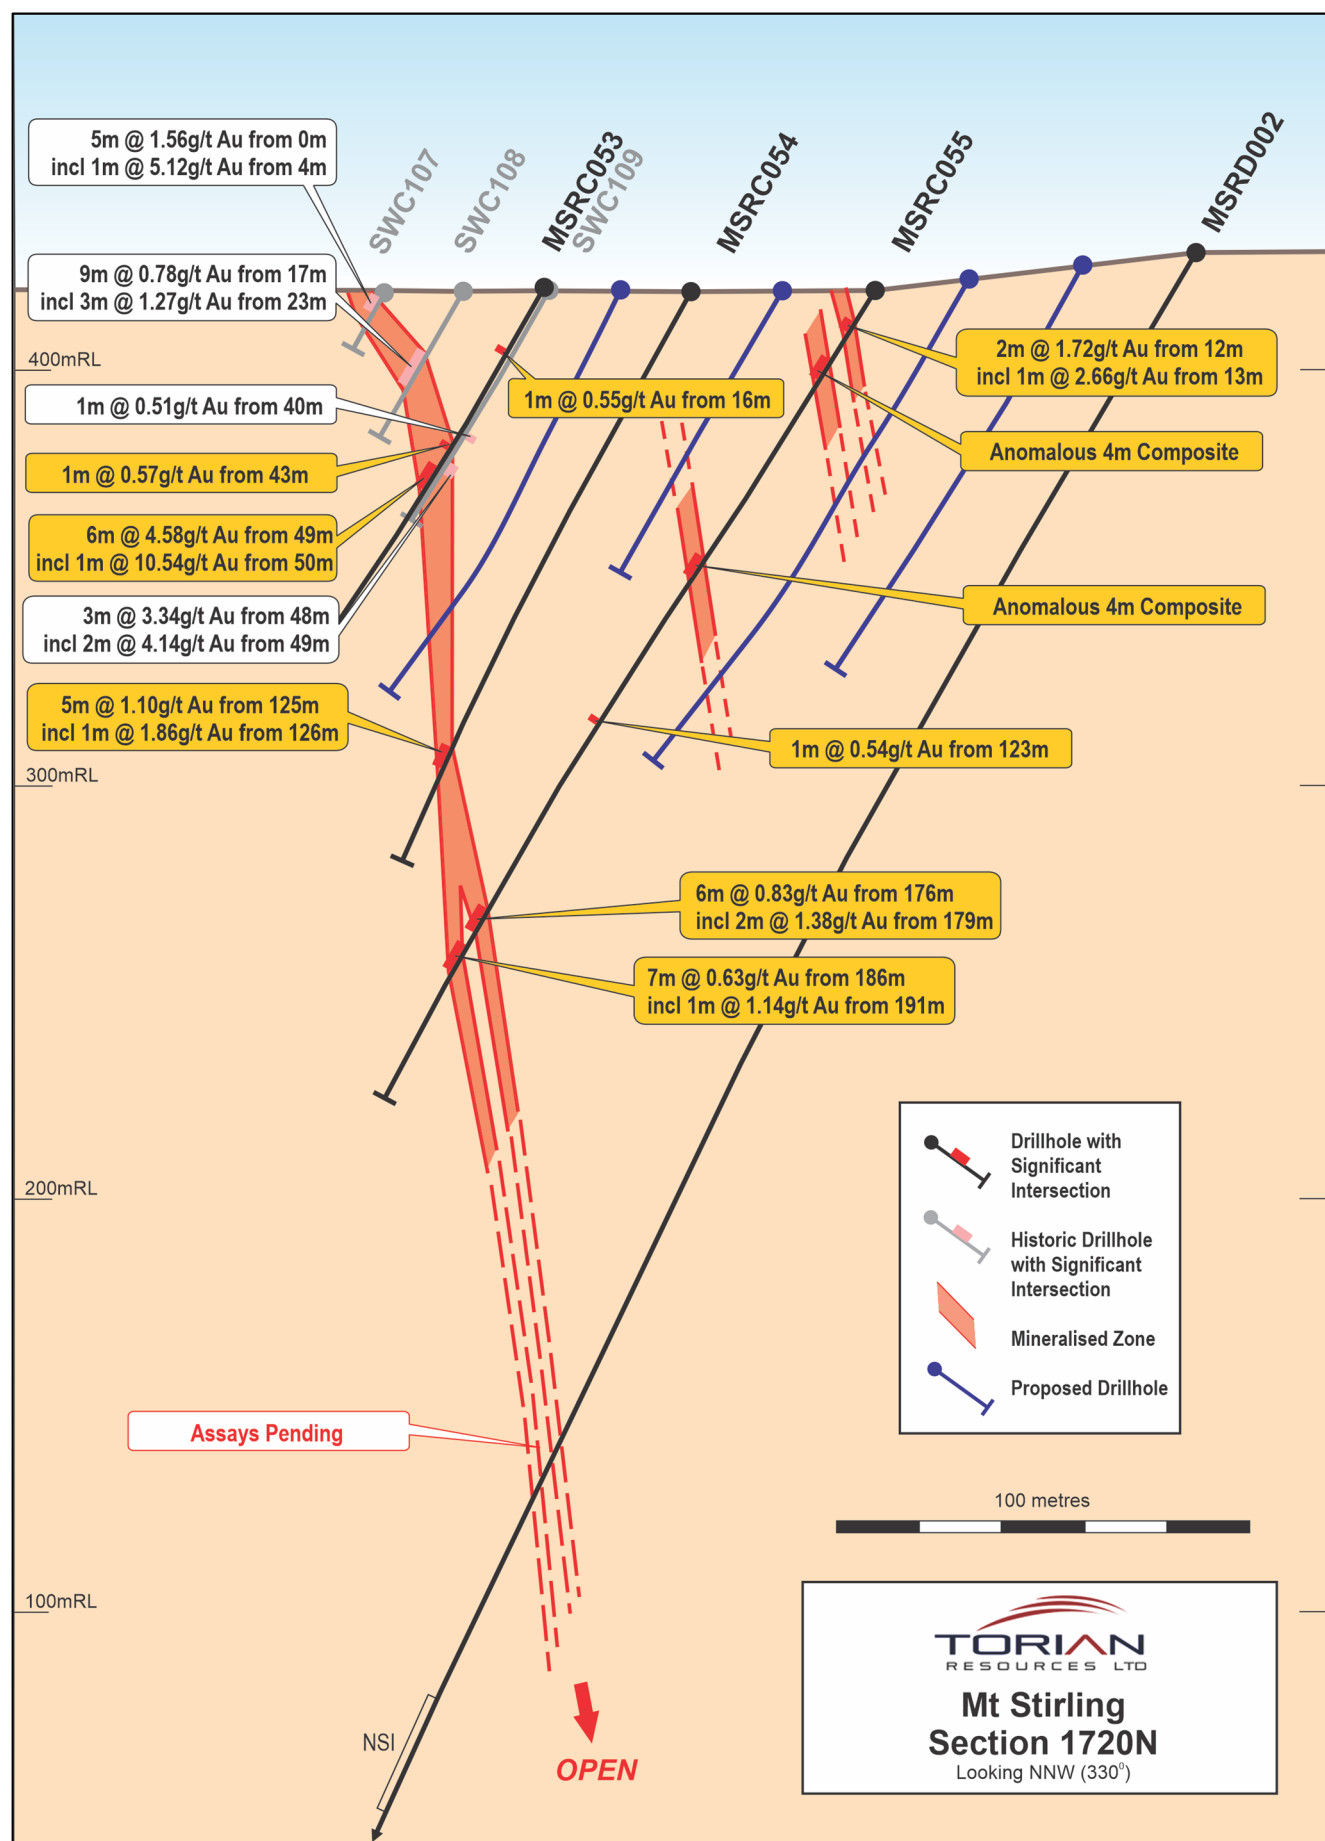 SWC107
SWC108
MSRC053
SWC109
MSRC054
MSRC055
MSRD002
5m @ 1.56g/t Au from 0m
incl 1m @ 5.12g/t Au from 4m
9m @ 0.78g/t Au from 17m
incl 3m @ 1.27g/t Au from 23m
400mRL
1m @ 0.51g/t Au from 40m
1m @ 0.57g/t Au from 43m
6m @ 4.58g/t Au from 49m
incl 1m @ 10.54g/t Au from 50m
3m @ 3.34g/t Au from 48m
incl 2m @ 4.14g/t Au from 49m
5m @ 1.10g/t Au from 125m
incl 1m @ 1.86g/t Au from 126m
300mRL
1m @ 0.55g/t Au from 16m
2m @ 1.72g/t Au from 12m
incl 1m @ 2.66g/t Au from 13m
Anomalous 4m Composite
Anomalous 4m Composite
1m @ 0.54g/t Au from 123m
6m @ 0.83g/t Au from 176m
incl 2m @ 1.38g/t Au from 179m
7m @ 0.63g/t Au from 186m
incl 1m @ 1.14g/t Au from 191m
200mRL
Drillhole with
Significant
Intersection
Historic Drillhole
with Significant
Intersection
Mineralised Zone
Proposed Drillhole
Assays Pending
100 metres
100mRL
NSI
OPEN
TORIAN
RESOURCES LTD
Mt Stirling
Section 1720N
Looking NNW (330⁰)